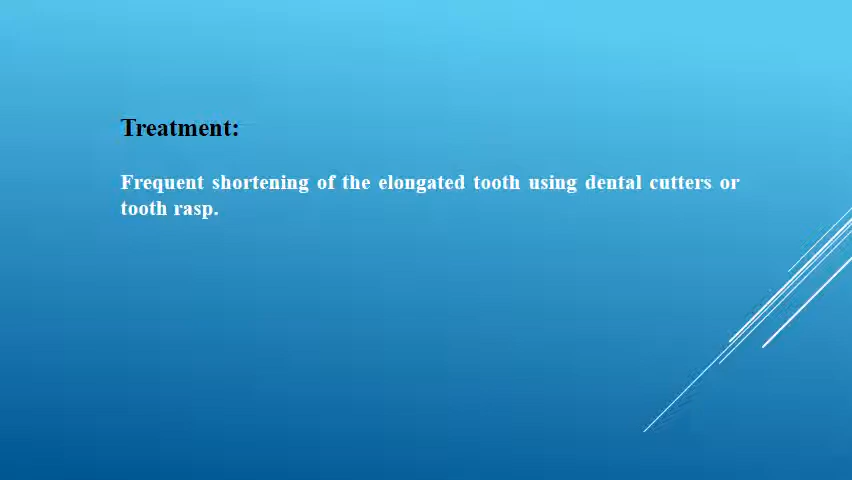 Treatment:
Frequent shortening of the elongated tooth using dental cutters or
tooth rasp.